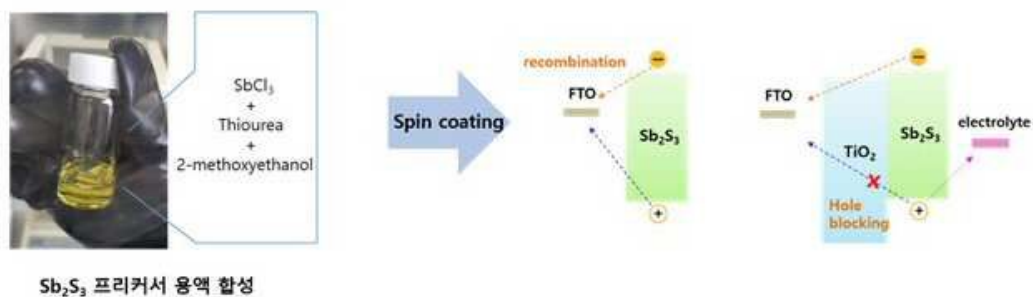 SbCl₃
+
Thiourea
+
2-methoxyethanol
Sb₂S₃ 프리커서 용액 합성
Spin coating
recombination
FTO
Sb₂S₃
FTO
TiO₂
Sb₂S₃
electrolyte
Hole
blocking